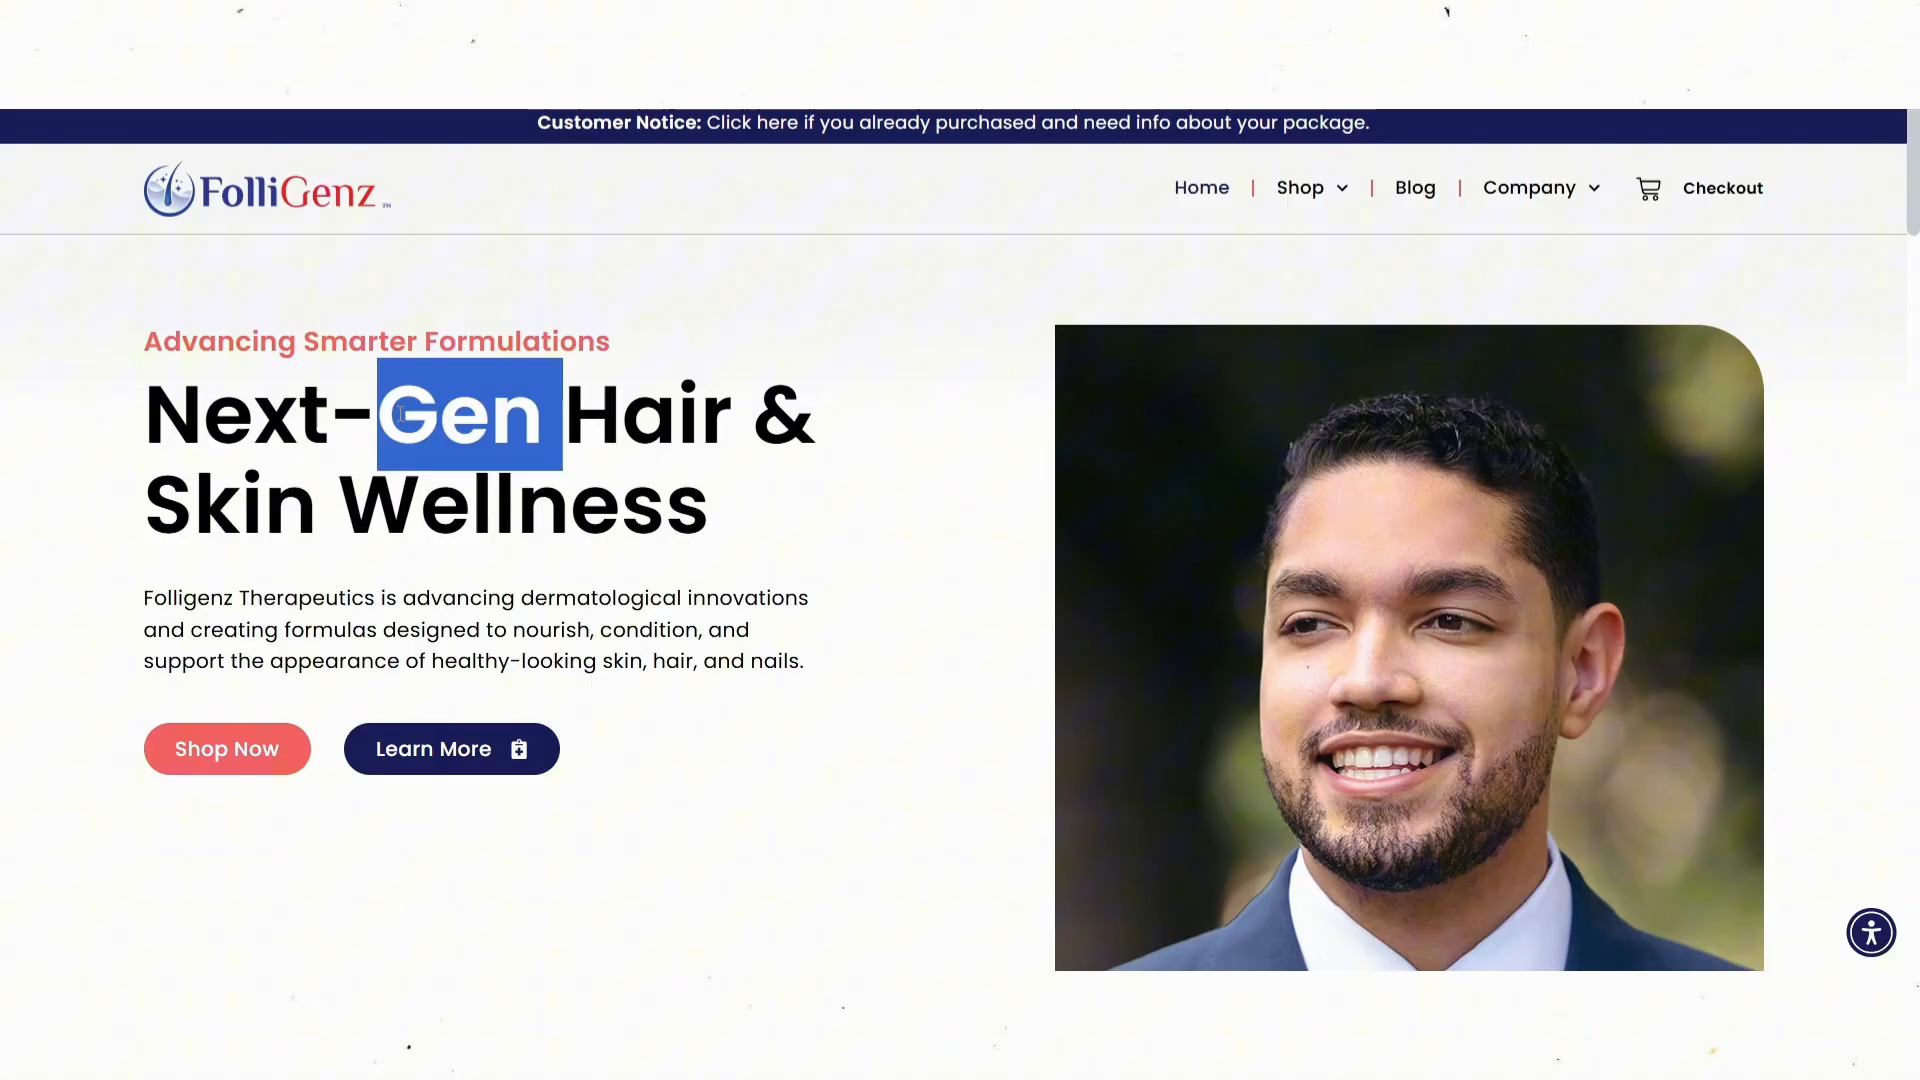 Customer Notice: Click here if you already purchased and need info about your package.
FolliGenz ™
Home | Shop | Blog | Company Checkout
Advancing Smarter Formulations
Next-Gen Hair &
Skin Wellness
Folligenz Therapeutics is advancing dermatological innovations
and creating formulas designed to nourish, condition, and
support the appearance of healthy-looking skin, hair, and nails.
Shop Now
Learn More